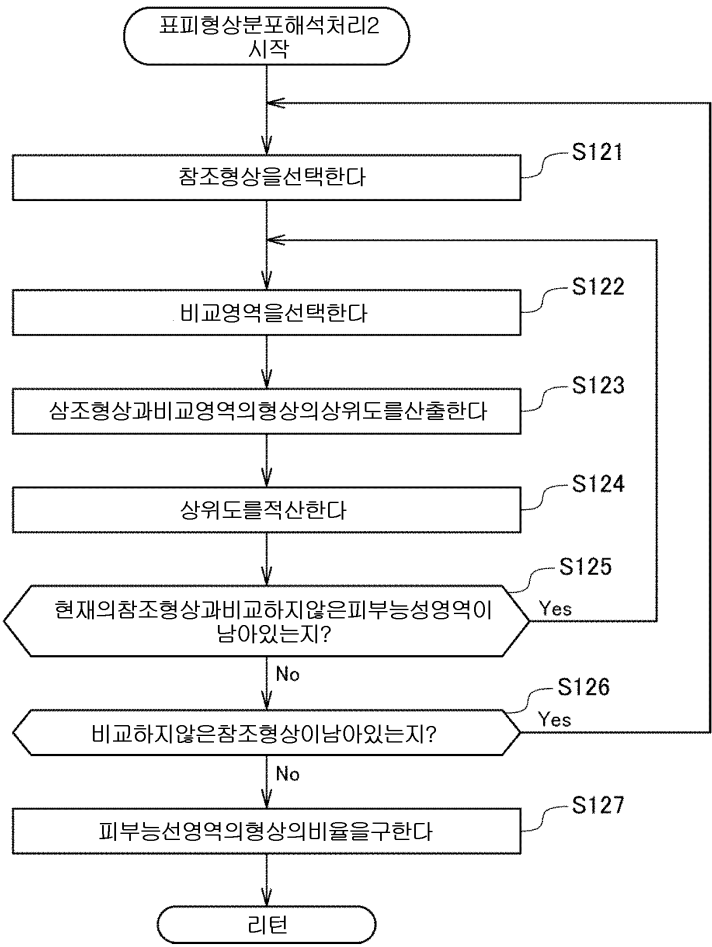 표피형상분포해석처리2
시작
S121
참조형상을선택한다
S122
비교영역을선택한다
S123
삼조형상과비교영역의형상의상위도를산출한다
S124
상위도를적산한다
S125
현재의참조형상과비교하지않은피부능성영역이
남아있는지?
Yes
No
S126
비교하지않은참조형상이남아있는지?
Yes
No
S127
피부능선영역의형상의비율을구한다
리턴